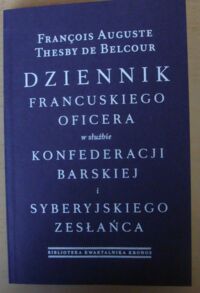 FRANÇOIS AUGUSTE
THESBY DE BELCOUR
DZIENNIK
FRANCUSKIEGO
OFICERA
w służbie
KONFEDERACJI
BARSKIEJ
i
SYBERYJSKIEGO
ZESŁAŃCA
BIBLIOTEKA KWARTALNIKA KRONOS